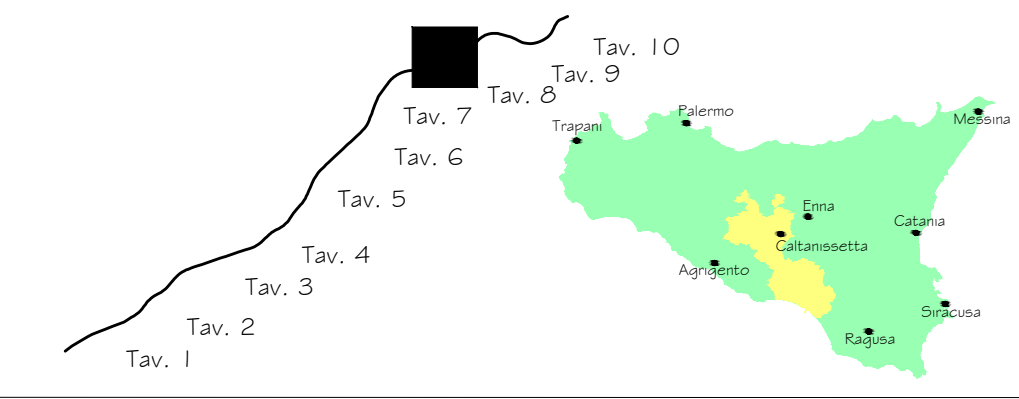 Tav. 10
Tav. 9
Tav. 8
Tav. 7
Tav. 6
Tav. 5
Tav. 4
Tav. 3
Tav. 2
Tav. 1
Palermo
Messina
Trapani
Enna
Catania
Caltanissetta
Agrigento
Siracusa
Ragusa